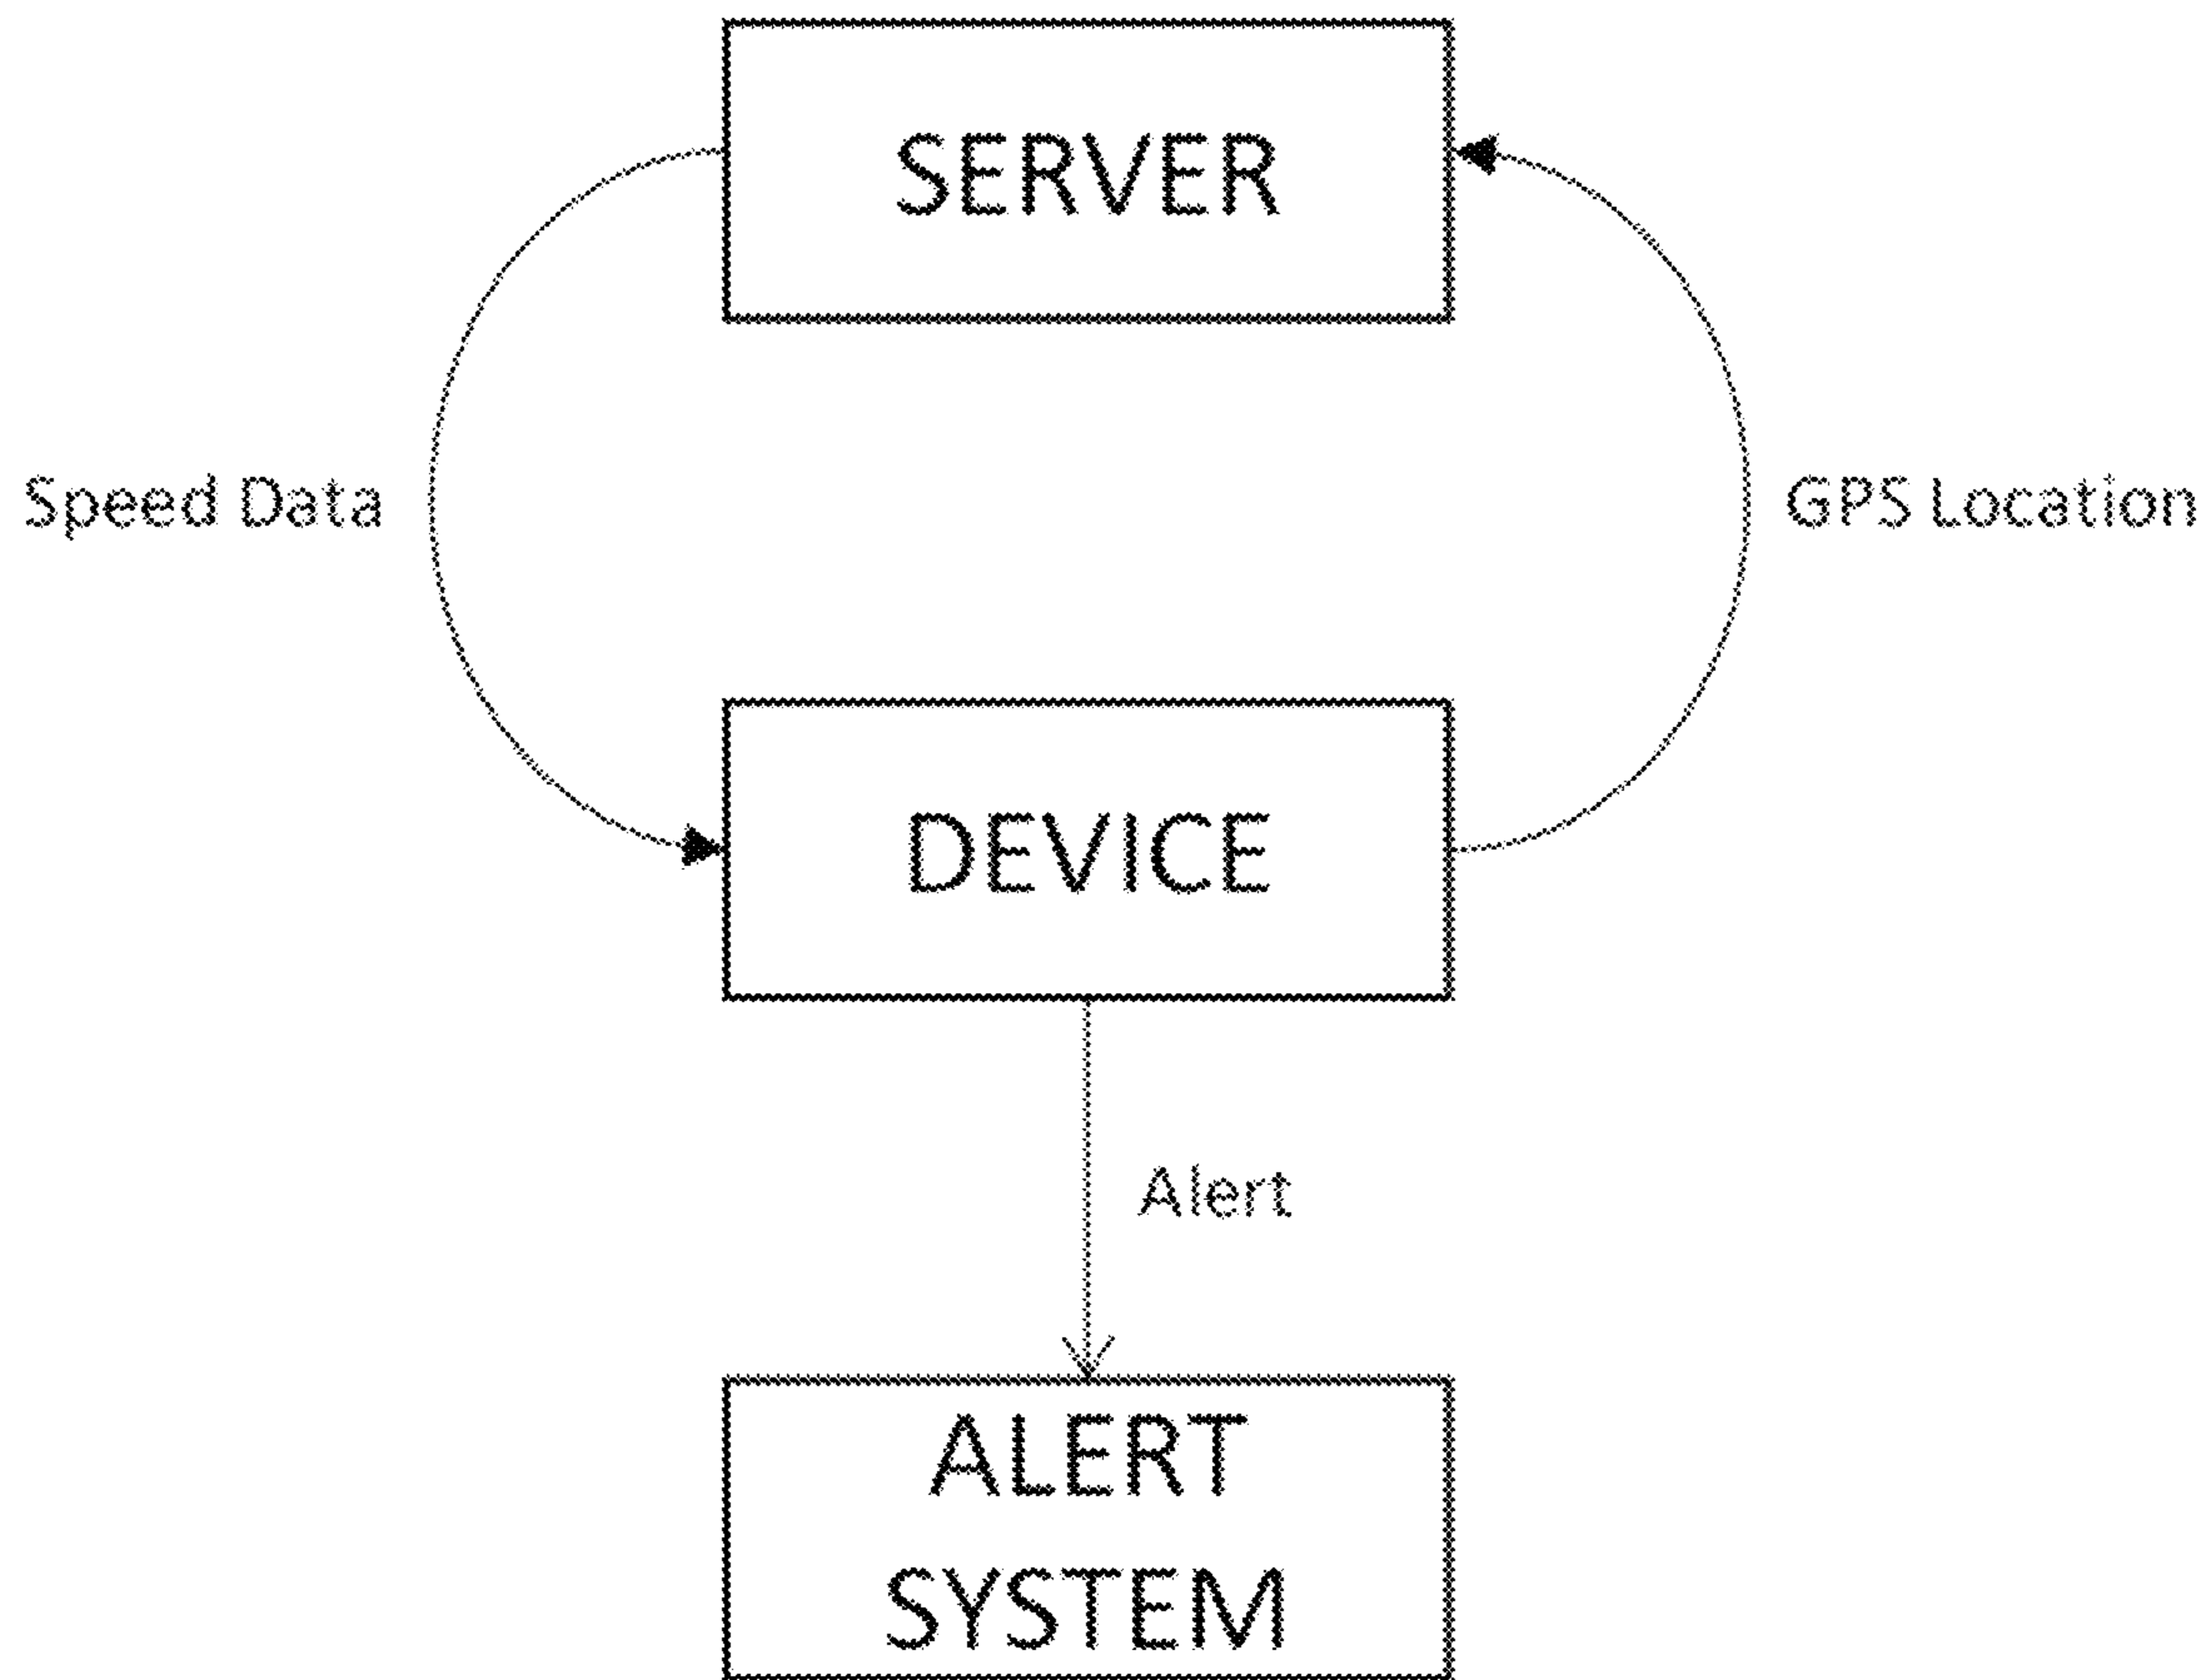 SERVER
Speed Data
GPS Location
DEVICE
Alert
ALERT
SYSTEM